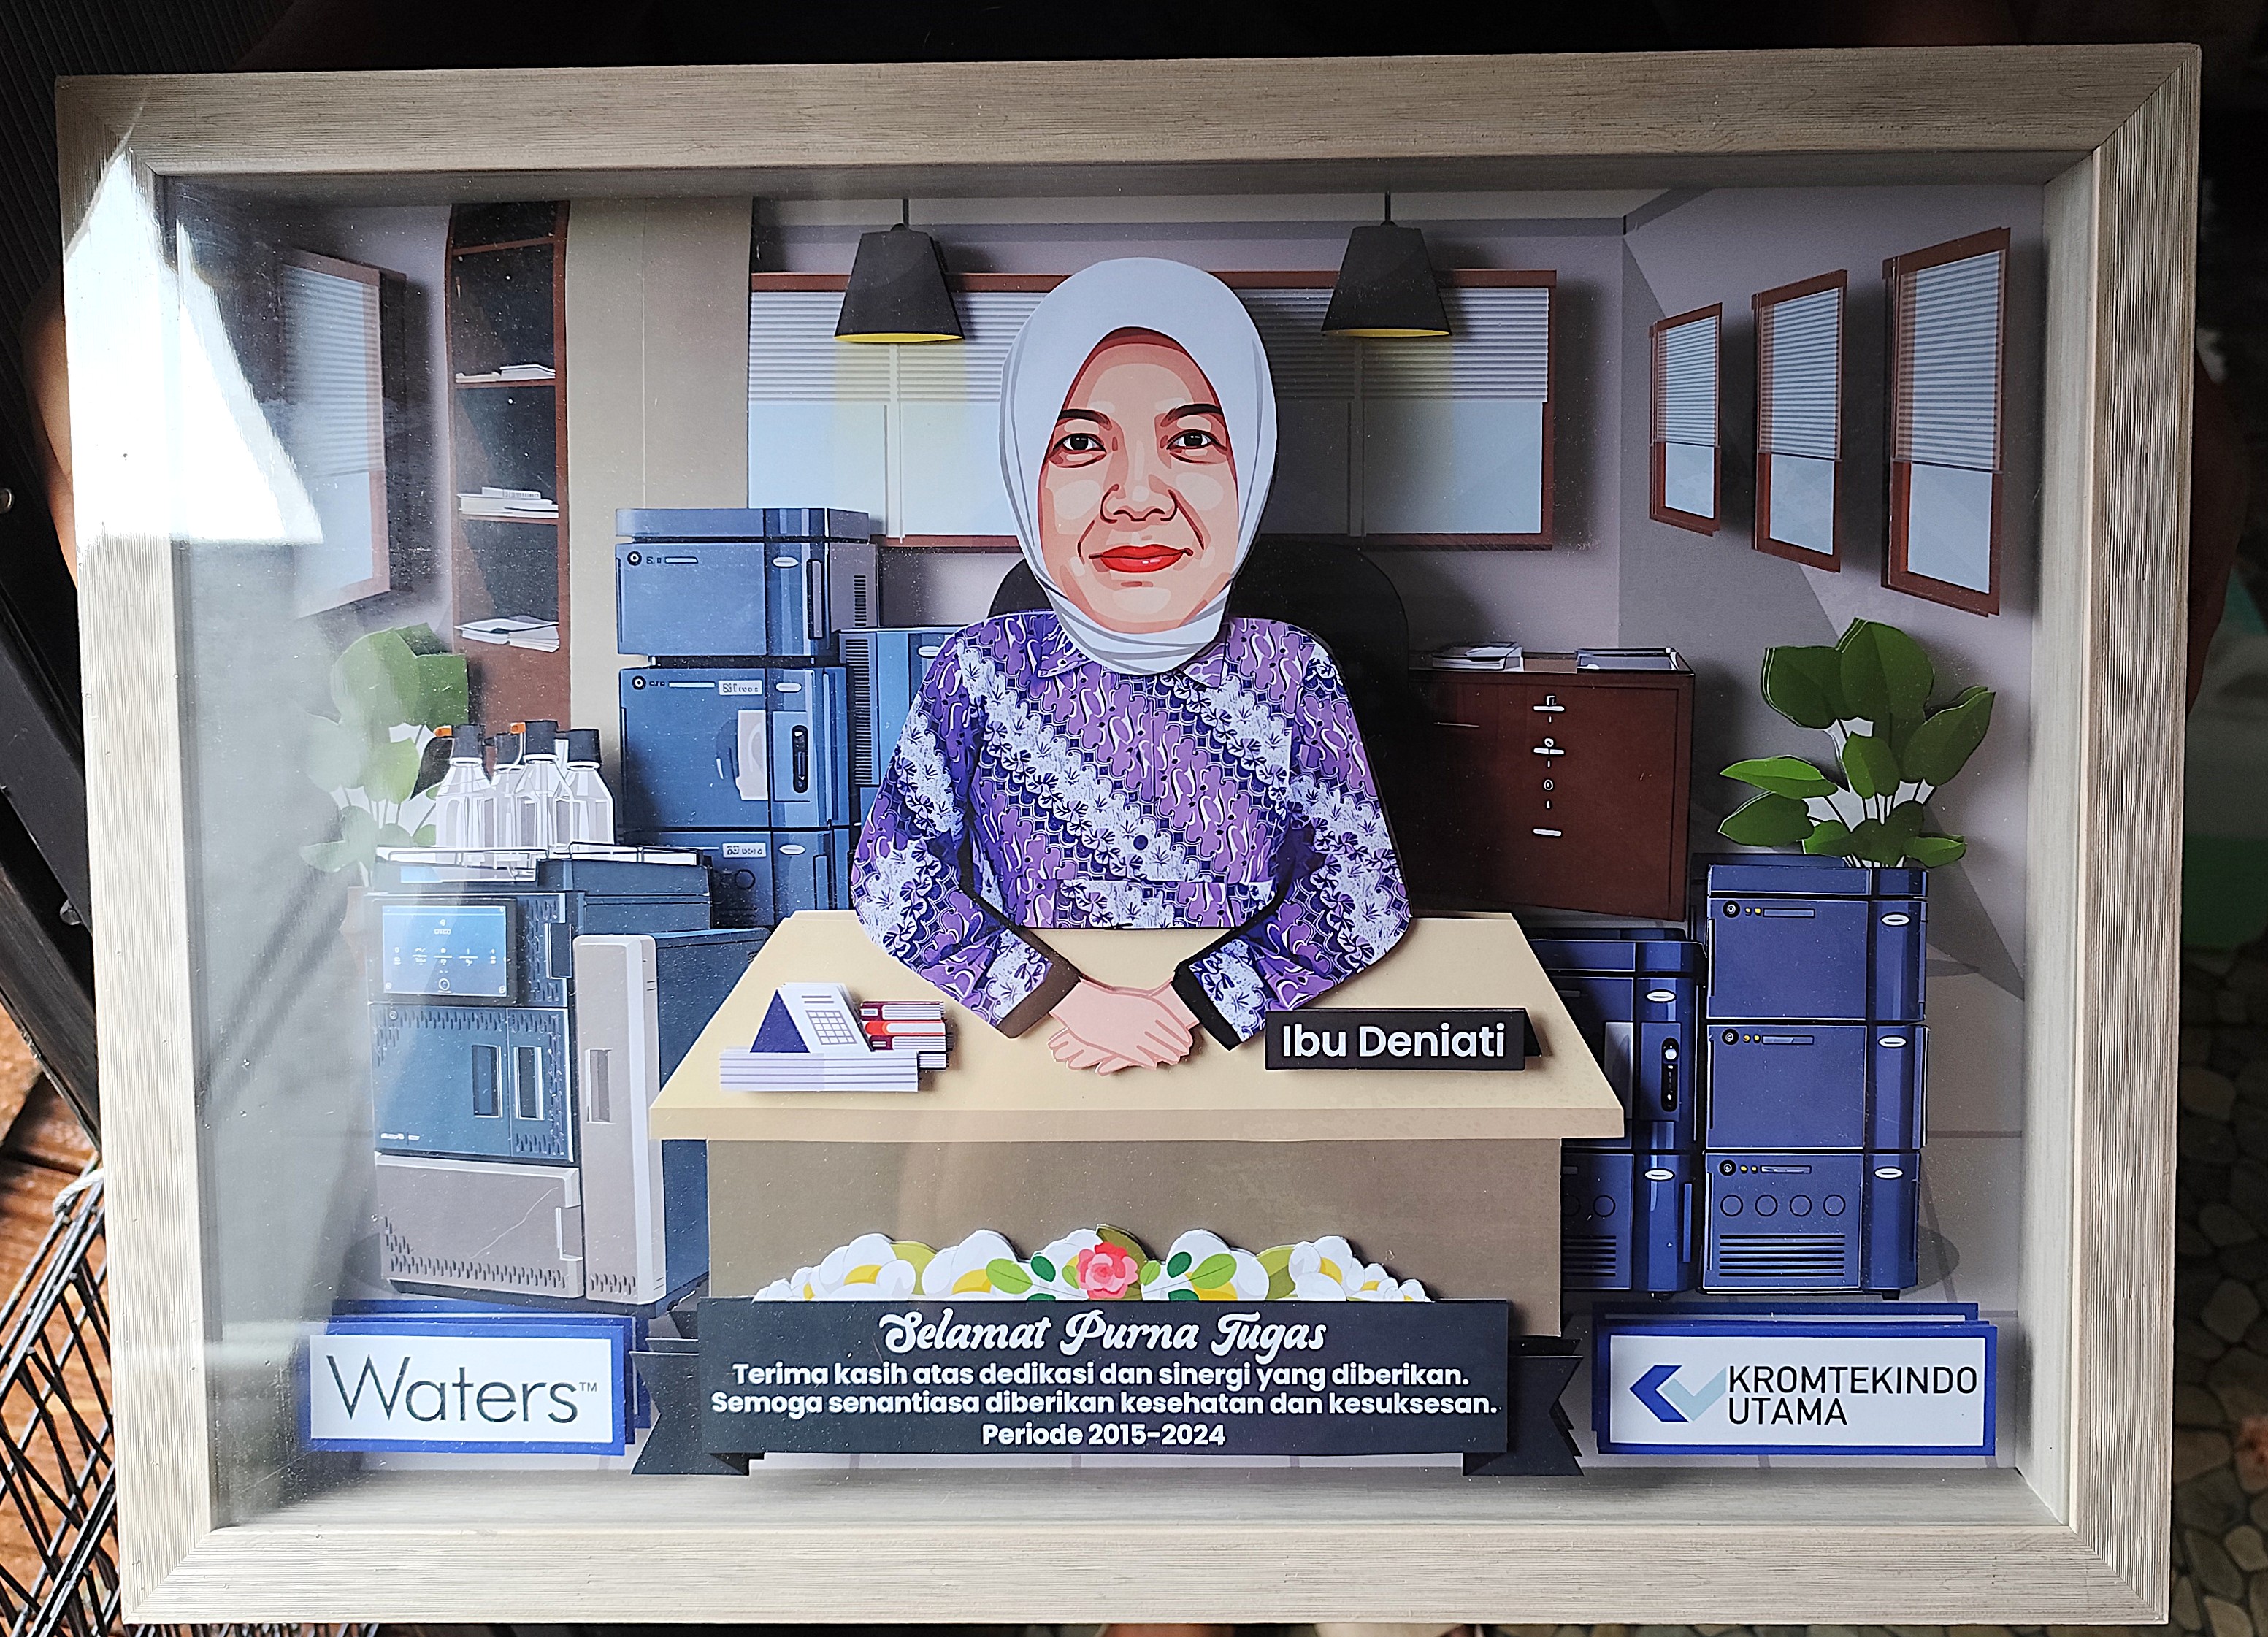 Ibu Deniati
Selamat Purna Tugas
Terima kasih atas dedikasi dan sinergi yang diberikan.
Semoga senantiasa diberikan kesehatan dan kesuksesan.
Periode 2015-2024
Waters™
KROMTEKINDO
UTAMA